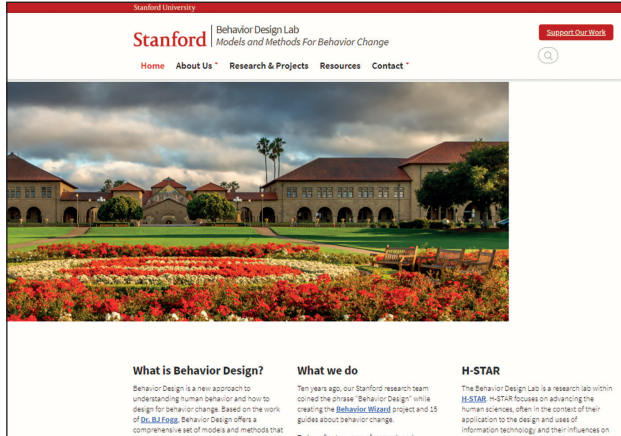 Stanford University
Stanford
Behavior Design Lab
Models and Methods For Behavior Change
Support Our Work
Home About Us Research & Projects Resources Contact
What is Behavior Design?
Behavior Design is a new approach to
understanding human behavior and how to
design for behavior change. Based on the work
of Dr. BJ Fogg, Behavior Design offers a
comprehensive set of models and methods that
What we do
Ten years ago, our Stanford research team
coined the phrase "Behavior Design" while
creating the Behavior Wizard project and 15
guides about behavior change.
H-STAR
The Behavior Design Lab is a research lab within
H-STAR. H-STAR focuses on advancing the
human sciences, often in the context of their
application to the design and uses of
information technology and their influences on